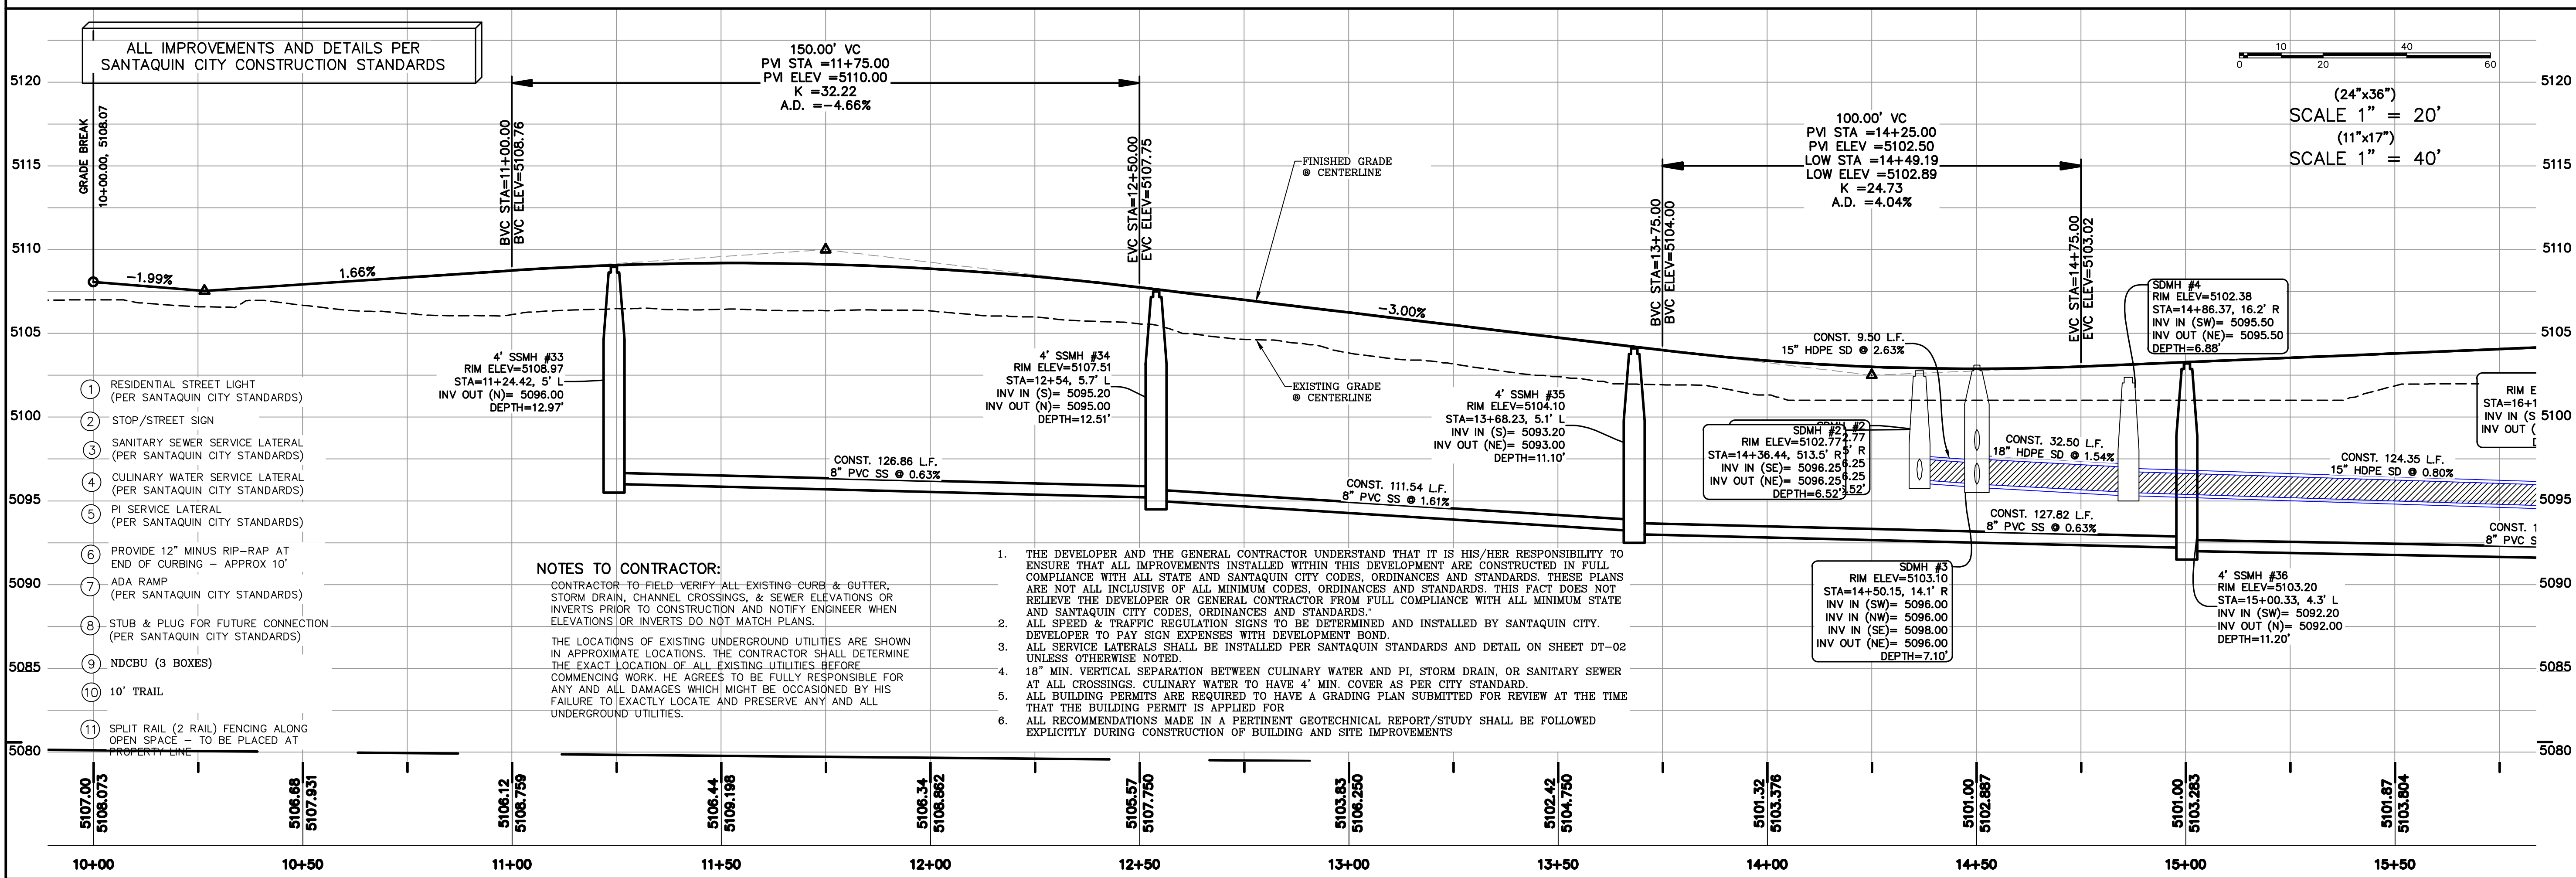 ALL IMPROVEMENTS AND DETAILS PER
SANTAQUIN CITY CONSTRUCTION STANDARDS
150.00' VC
PVI STA =11+75.00
PVI ELEV =5110.00
K =32.22
A.D. =-4.66%
100.00' VC
PVI STA =14+25.00
PVI ELEV =5102.50
LOW STA =14+49.19
LOW ELEV =5102.89
K =24.73
A.D. =4.04%
10 40
0 20 60
(24"x36")
SCALE 1" = 20'
(11"x17")
SCALE 1" = 40'
5120
5115
5110
5105
5100
5095
5090
5085
5080
5120
5115
5110
5105
5100
5095
5090
5085
5080
GRADE BREAK
10+00.00, 5108.07
BVC STA=11+00.00
BVC ELEV=5108.76
EVC STA=12+50.00
EVC ELEV=5107.75
BVC STA=13+75.00
BVC ELEV=5104.00
EVC STA=14+75.00
EVC ELEV=5103.02
FINISHED GRADE
@ CENTERLINE
EXISTING GRADE
@ CENTERLINE
-1.99%
1.66%
-3.00%
4' SSMH #33
RIM ELEV=5108.97
STA=11+24.42, 5' L
INV OUT (N)= 5096.00
DEPTH=12.97'
4' SSMH #34
RIM ELEV=5107.51
STA=12+54, 5.7' L
INV IN (S)= 5095.20
INV OUT (N)= 5095.00
DEPTH=12.51'
4' SSMH #35
RIM ELEV=5104.10
STA=13+68.23, 5.1' L
INV IN (S)= 5093.20
INV OUT (NE)= 5093.00
DEPTH=11.10'
SDMH #2
RIM ELEV=5102.77
STA=14+36.44, 513.5' R
INV IN (SE)= 5096.25
INV OUT (NE)= 5096.25
DEPTH=6.52'
CONST. 9.50 L.F.
15" HDPE SD @ 2.63%
SDMH #4
RIM ELEV=5102.38
STA=14+86.37, 16.2' R
INV IN (SW)= 5095.50
INV OUT (NE)= 5095.50
DEPTH=6.88'
RIM E
STA=16+1
INV IN (S
INV OUT (
CONST. 32.50 L.F.
18" HDPE SD @ 1.54%
CONST. 124.35 L.F.
15" HDPE SD @ 0.80%
CONST. 126.86 L.F.
8" PVC SS @ 0.63%
CONST. 111.54 L.F.
8" PVC SS @ 1.61%
CONST. 127.82 L.F.
8" PVC SS @ 0.63%
CONST. 1
8" PVC S
SDMH #3
RIM ELEV=5103.10
STA=14+50.15, 14.1' R
INV IN (SW)= 5096.00
INV IN (NW)= 5096.00
INV IN (SE)= 5098.00
INV OUT (NE)= 5096.00
DEPTH=7.10'
4' SSMH #36
RIM ELEV=5103.20
STA=15+00.33, 4.3' L
INV IN (SW)= 5092.20
INV OUT (N)= 5092.00
DEPTH=11.20'
1 RESIDENTIAL STREET LIGHT
(PER SANTAQUIN CITY STANDARDS)
2 STOP/STREET SIGN
3 SANITARY SEWER SERVICE LATERAL
(PER SANTAQUIN CITY STANDARDS)
4 CULINARY WATER SERVICE LATERAL
(PER SANTAQUIN CITY STANDARDS)
5 PI SERVICE LATERAL
(PER SANTAQUIN CITY STANDARDS)
6 PROVIDE 12" MINUS RIP-RAP AT
END OF CURBING - APPROX 10'
7 ADA RAMP
(PER SANTAQUIN CITY STANDARDS)
8 STUB & PLUG FOR FUTURE CONNECTION
(PER SANTAQUIN CITY STANDARDS)
9 NDCBU (3 BOXES)
10 10' TRAIL
11 SPLIT RAIL (2 RAIL) FENCING ALONG
OPEN SPACE - TO BE PLACED AT
PROPERTY LINE
NOTES TO CONTRACTOR:
CONTRACTOR TO FIELD VERIFY ALL EXISTING CURB & GUTTER,
STORM DRAIN, CHANNEL CROSSINGS, & SEWER ELEVATIONS OR
INVERTS PRIOR TO CONSTRUCTION AND NOTIFY ENGINEER WHEN
ELEVATIONS OR INVERTS DO NOT MATCH PLANS.
THE LOCATIONS OF EXISTING UNDERGROUND UTILITIES ARE SHOWN
IN APPROXIMATE LOCATIONS. THE CONTRACTOR SHALL DETERMINE
THE EXACT LOCATION OF ALL EXISTING UTILITIES BEFORE
COMMENCING WORK. HE AGREES TO BE FULLY RESPONSIBLE FOR
ANY AND ALL DAMAGES WHICH MIGHT BE OCCASIONED BY HIS
FAILURE TO EXACTLY LOCATE AND PRESERVE ANY AND ALL
UNDERGROUND UTILITIES.
1. THE DEVELOPER AND THE GENERAL CONTRACTOR UNDERSTAND THAT IT IS HIS/HER RESPONSIBILITY TO
ENSURE THAT ALL IMPROVEMENTS INSTALLED WITHIN THIS DEVELOPMENT ARE CONSTRUCTED IN FULL
COMPLIANCE WITH ALL STATE AND SANTAQUIN CITY CODES, ORDINANCES AND STANDARDS. THESE PLANS
ARE NOT ALL INCLUSIVE OF ALL MINIMUM CODES, ORDINANCES AND STANDARDS. THIS FACT DOES NOT
RELIEVE THE DEVELOPER OR GENERAL CONTRACTOR FROM FULL COMPLIANCE WITH ALL MINIMUM STATE
AND SANTAQUIN CITY CODES, ORDINANCES AND STANDARDS."
2. ALL SPEED & TRAFFIC REGULATION SIGNS TO BE DETERMINED AND INSTALLED BY SANTAQUIN CITY.
DEVELOPER TO PAY SIGN EXPENSES WITH DEVELOPMENT BOND.
3. ALL SERVICE LATERALS SHALL BE INSTALLED PER SANTAQUIN STANDARDS AND DETAIL ON SHEET DT-02
UNLESS OTHERWISE NOTED.
4. 18" MIN. VERTICAL SEPARATION BETWEEN CULINARY WATER AND PI, STORM DRAIN, OR SANITARY SEWER
AT ALL CROSSINGS. CULINARY WATER TO HAVE 4' MIN. COVER AS PER CITY STANDARD.
5. ALL BUILDING PERMITS ARE REQUIRED TO HAVE A GRADING PLAN SUBMITTED FOR REVIEW AT THE TIME
THAT THE BUILDING PERMIT IS APPLIED FOR
6. ALL RECOMMENDATIONS MADE IN A PERTINENT GEOTECHNICAL REPORT/STUDY SHALL BE FOLLOWED
EXPLICITLY DURING CONSTRUCTION OF BUILDING AND SITE IMPROVEMENTS
5107.00
5108.073
5106.68
5107.931
5106.12
5108.759
5106.44
5109.198
5106.34
5108.862
5105.57
5107.750
5103.83
5106.250
5102.42
5104.750
5101.32
5103.376
5101.00
5102.887
5101.00
5103.283
5101.87
5103.804
10+00 10+50 11+00 11+50 12+00 12+50 13+00 13+50 14+00 14+50 15+00 15+50